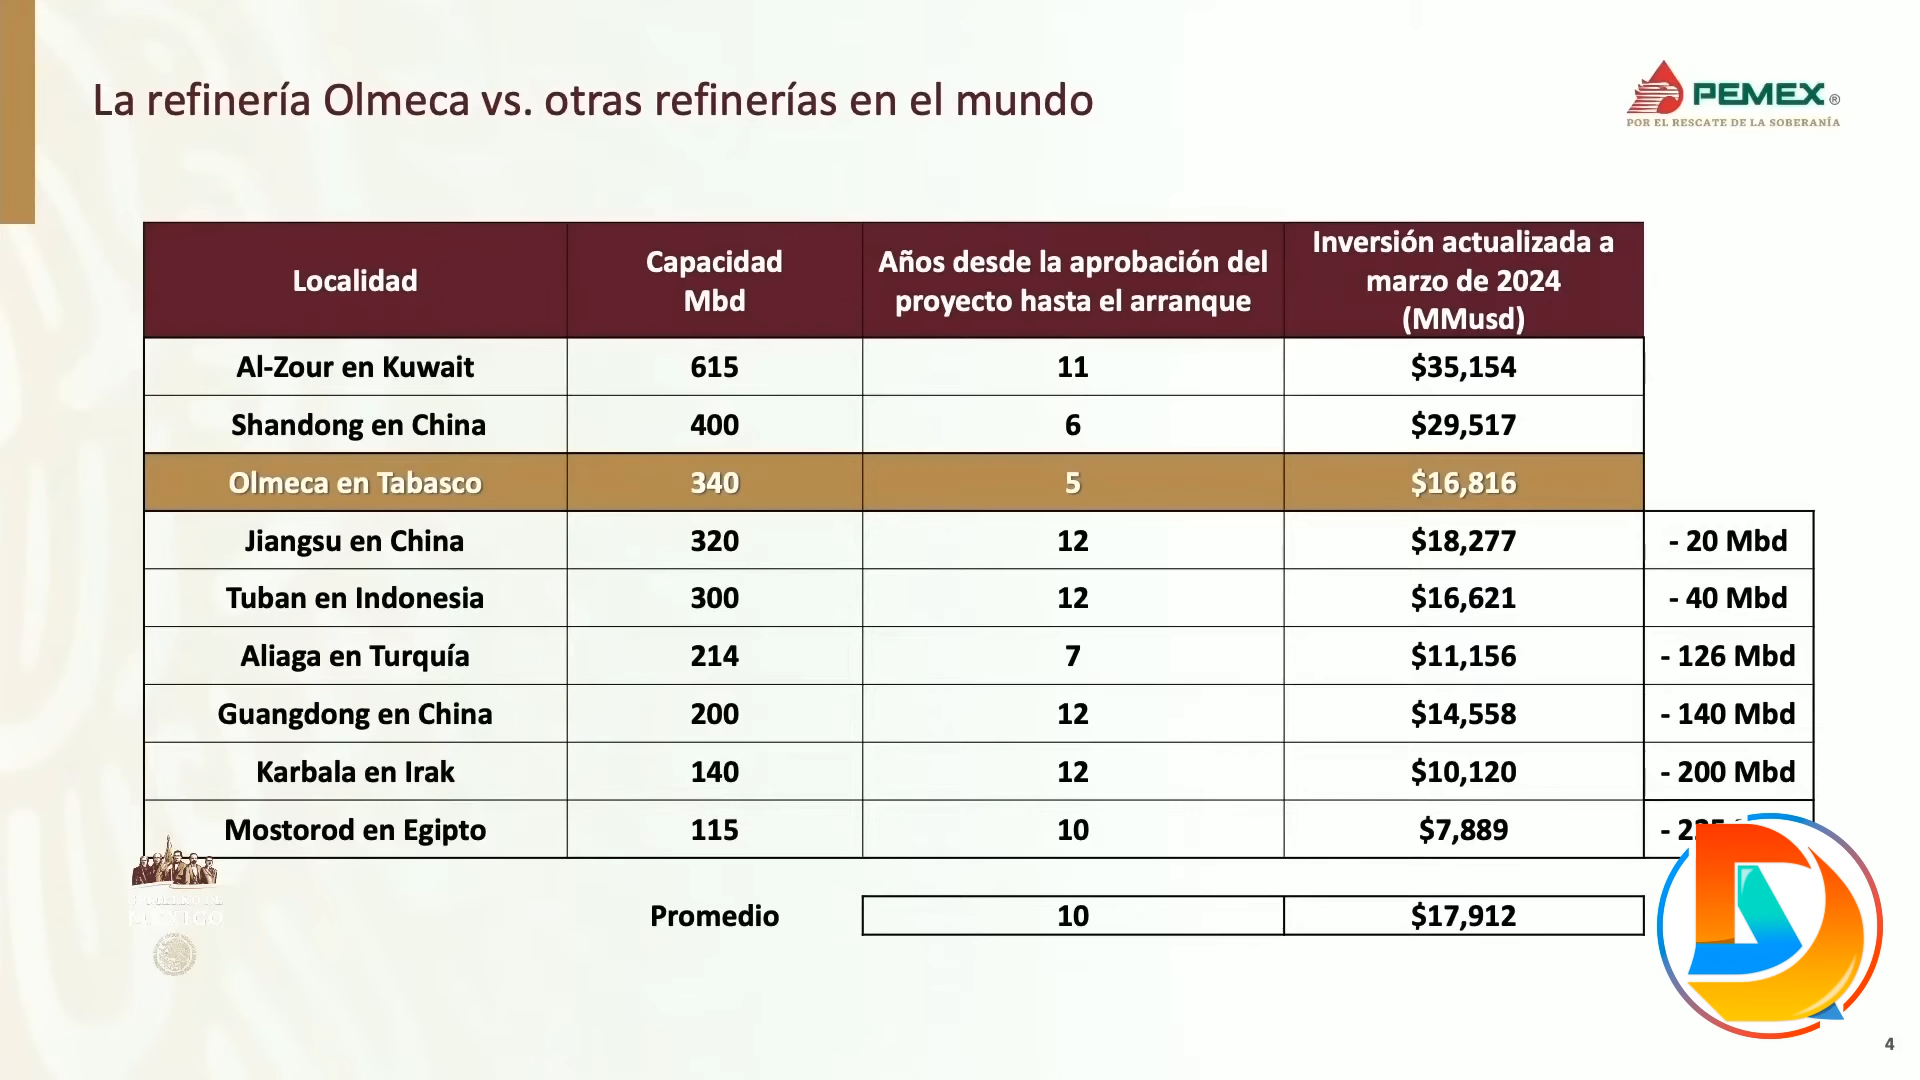 La refinería Olmeca vs. otras refinerías en el mundo
PEMEX®
POR EL RESCATE DE LA SOBERANÍA
Localidad
Capacidad
Mbd
Años desde la aprobación del
proyecto hasta el arranque
Inversión actualizada a
marzo de 2024
(MMusd)
Al-Zour en Kuwait 615 11 $35,154
Shandong en China 400 6 $29,517
Olmeca en Tabasco 340 5 $16,816
Jiangsu en China 320 12 $18,277 - 20 Mbd
Tuban en Indonesia 300 12 $16,621 - 40 Mbd
Aliaga en Turquía 214 7 $11,156 - 126 Mbd
Guangdong en China 200 12 $14,558 - 140 Mbd
Karbala en Irak 140 12 $10,120 - 200 Mbd
Mostorod en Egipto 115 10 $7,889
Promedio 10 $17,912
4